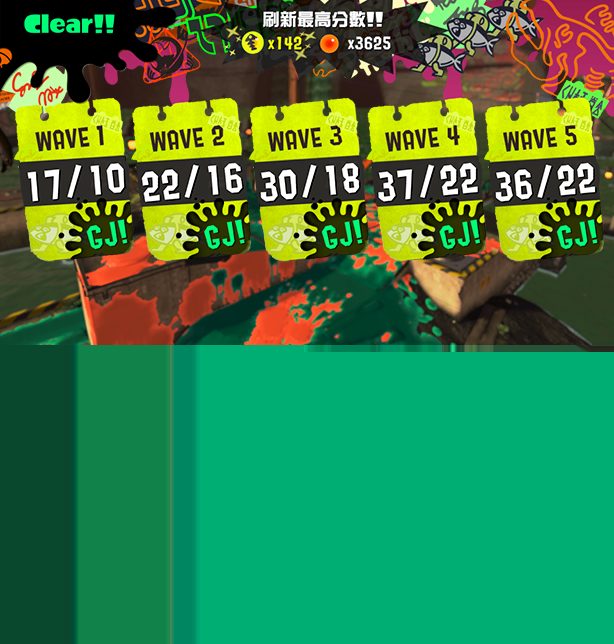 Clear!!
刷新最高分數!!
x142 x3625
WAVE 1
17/10
GJ!
WAVE 2
22/16
GJ!
WAVE 3
30/18
GJ!
WAVE 4
37/22
GJ!
WAVE 5
36/22
GJ!